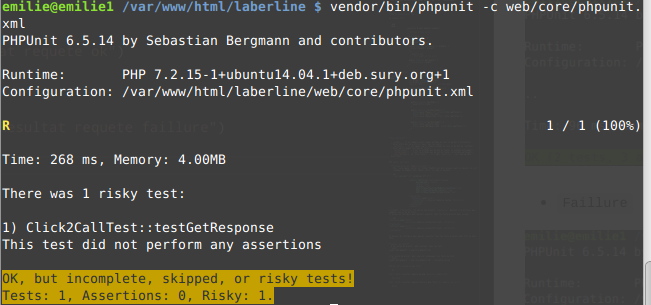 emilie@emilie1 /var/www/html/laberline $ vendor/bin/phpunit -c web/core/phpunit.
xml
PHPUnit 6.5.14 by Sebastian Bergmann and contributors.
Runtime:       PHP 7.2.15-1+ubuntu14.04.1+deb.sury.org+1
Configuration: /var/www/html/laberline/web/core/phpunit.xml
R 1 / 1 (100%)
Time: 268 ms, Memory: 4.00MB
There was 1 risky test:
1) Click2CallTest::testGetResponse
This test did not perform any assertions
• Faillure
OK, but incomplete, skipped, or risky tests!
Tests: 1, Assertions: 0, Risky: 1.